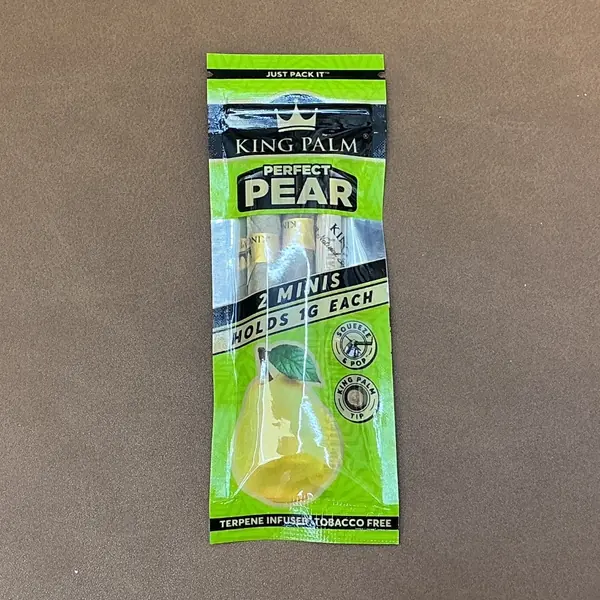 JUST PACK IT™
KING PALM®
PERFECT
PEAR
2 MINIS
HOLDS 1G EACH
SQUEEZE
& POP
KING PALM
TIP
TERPENE INFUSED TOBACCO FREE